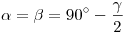 α = β = 90° − γ/2